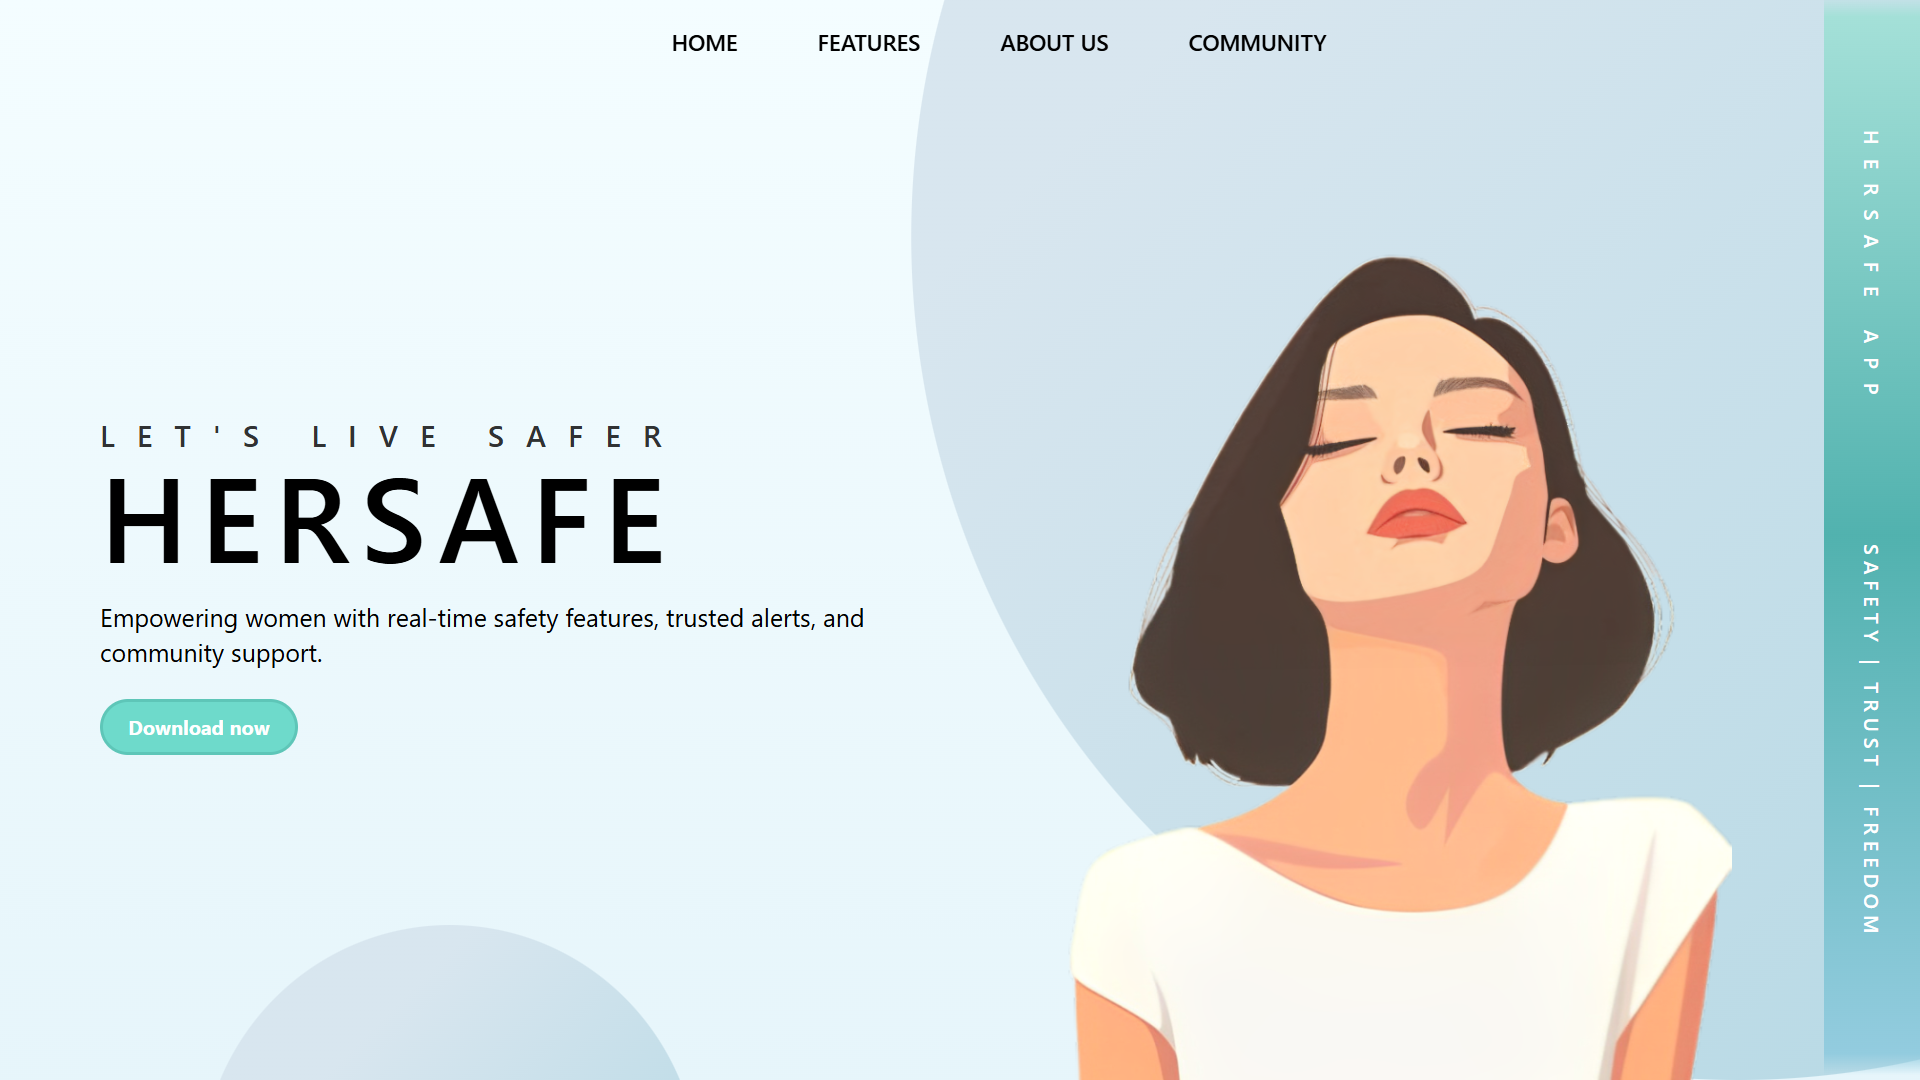 HOME FEATURES ABOUT US COMMUNITY
LET'S LIVE SAFER
HERSAFE
Empowering women with real-time safety features, trusted alerts, and
community support.
Download now
HERSAFE APP
SAFETY | TRUST | FREEDOM